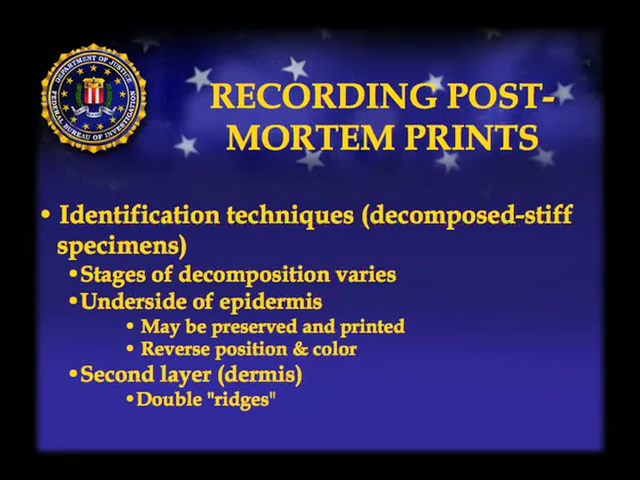 DEPARTMENT OF JUSTICE
FEDERAL BUREAU OF INVESTIGATION
RECORDING POST-
MORTEM PRINTS
• Identification techniques (decomposed-stiff
specimens)
•Stages of decomposition varies
•Underside of epidermis
• May be preserved and printed
• Reverse position & color
•Second layer (dermis)
•Double "ridges"